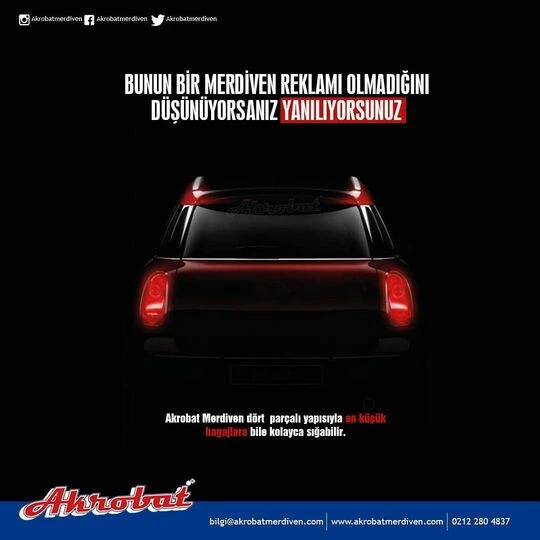 Akrobatmerdiven Akrobatmerdiven Akrobatmerdiven
BUNUN BİR MERDİVEN REKLAMI OLMADIĞINI
DÜŞÜNÜYORSANIZ YANILIYORSUNUZ
Akrobat
Akrobat Merdiven dört parçalı yapısıyla en küçük
bagajlara bile kolayca sığabilir.
Akrobat
bilgi@akrobatmerdiven.com | www.akrobatmerdiven.com | 0212 280 4837